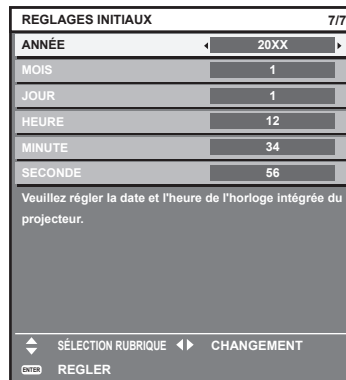 REGLAGES INITIAUX 7/7
ANNÉE 20XX
MOIS 1
JOUR 1
HEURE 12
MINUTE 34
SECONDE 56
Veuillez régler la date et l'heure de l'horloge intégrée du
projecteur.
SÉLECTION RUBRIQUE CHANGEMENT
ENTER REGLER